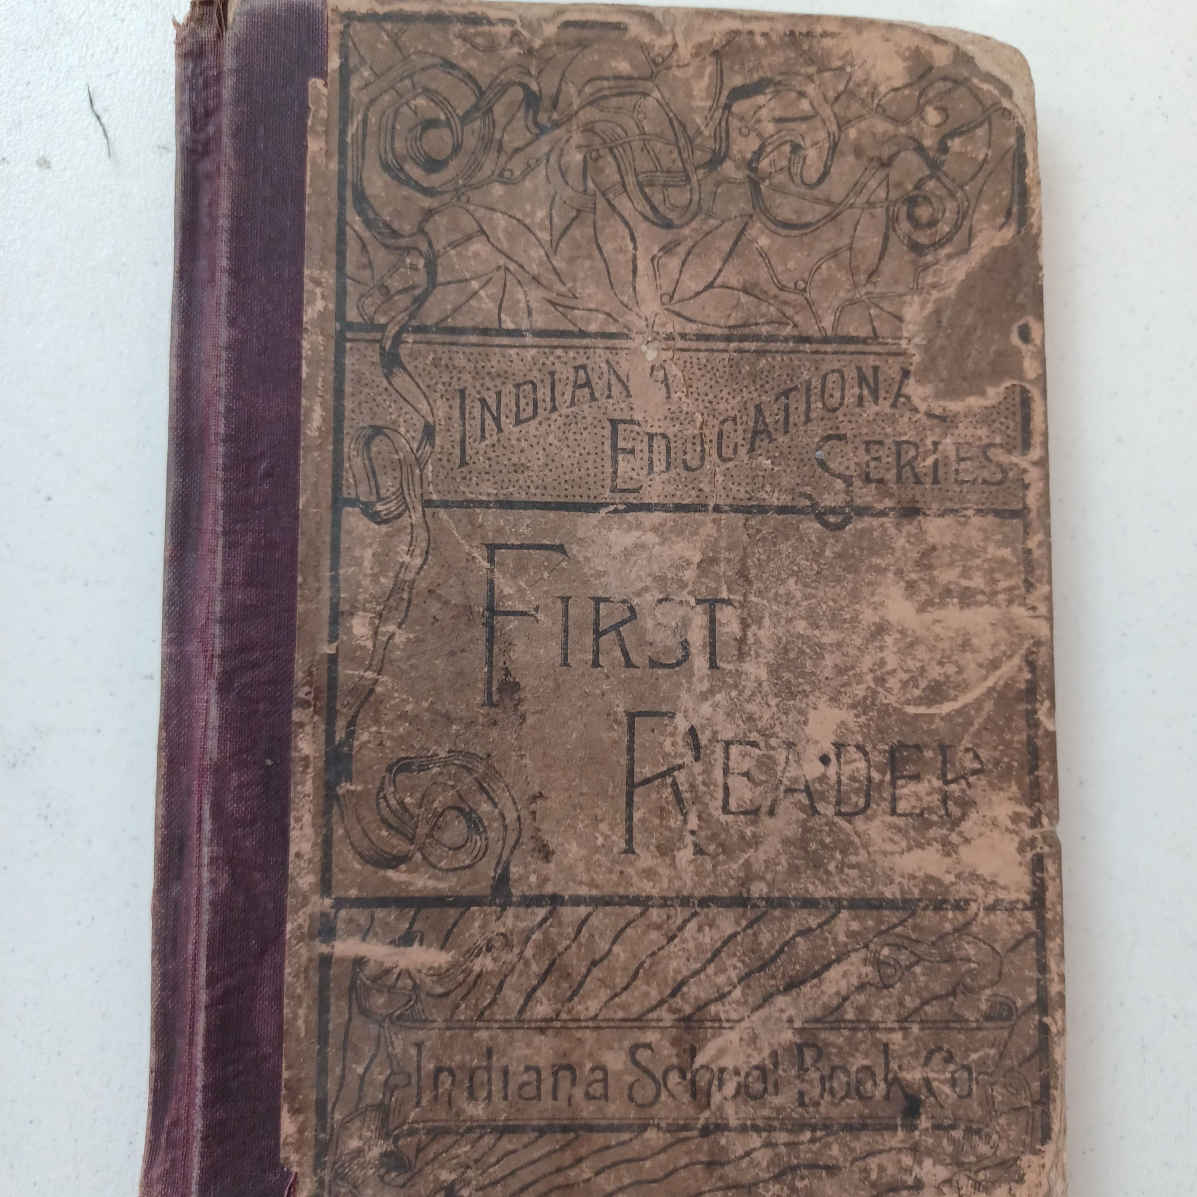 INDIANA
EDUCATIONAL
SERIES
FIRST
READER
Indiana School Book Co